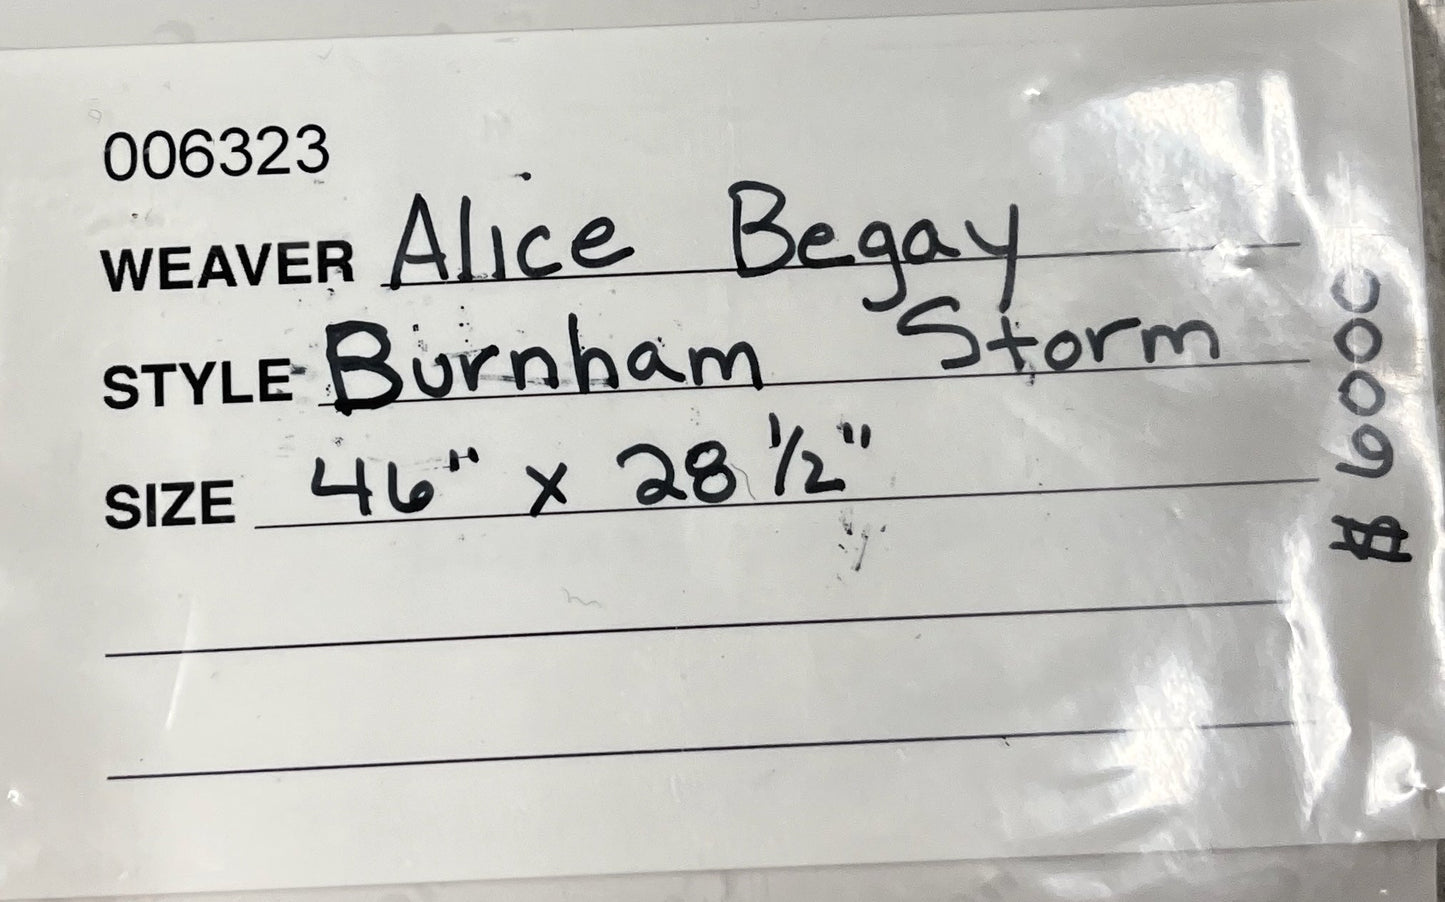 006323
WEAVER Alice Begay
STYLE Burnham Storm
SIZE 46" x 28 1/2"
$ 6000